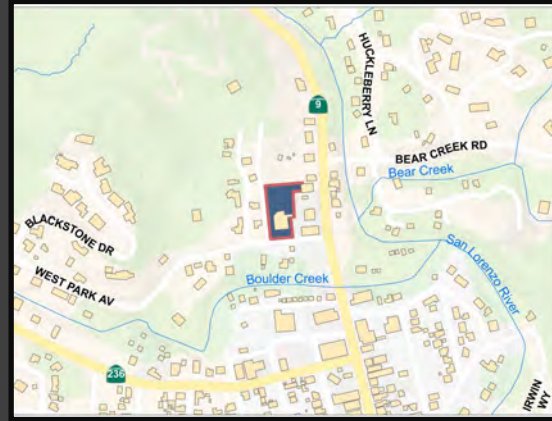 HUCKLEBERRY LN
9
BEAR CREEK RD
Bear Creek
BLACKSTONE DR
San Lorenzo River
WEST PARK AV
Boulder Creek
236
IRWIN WY